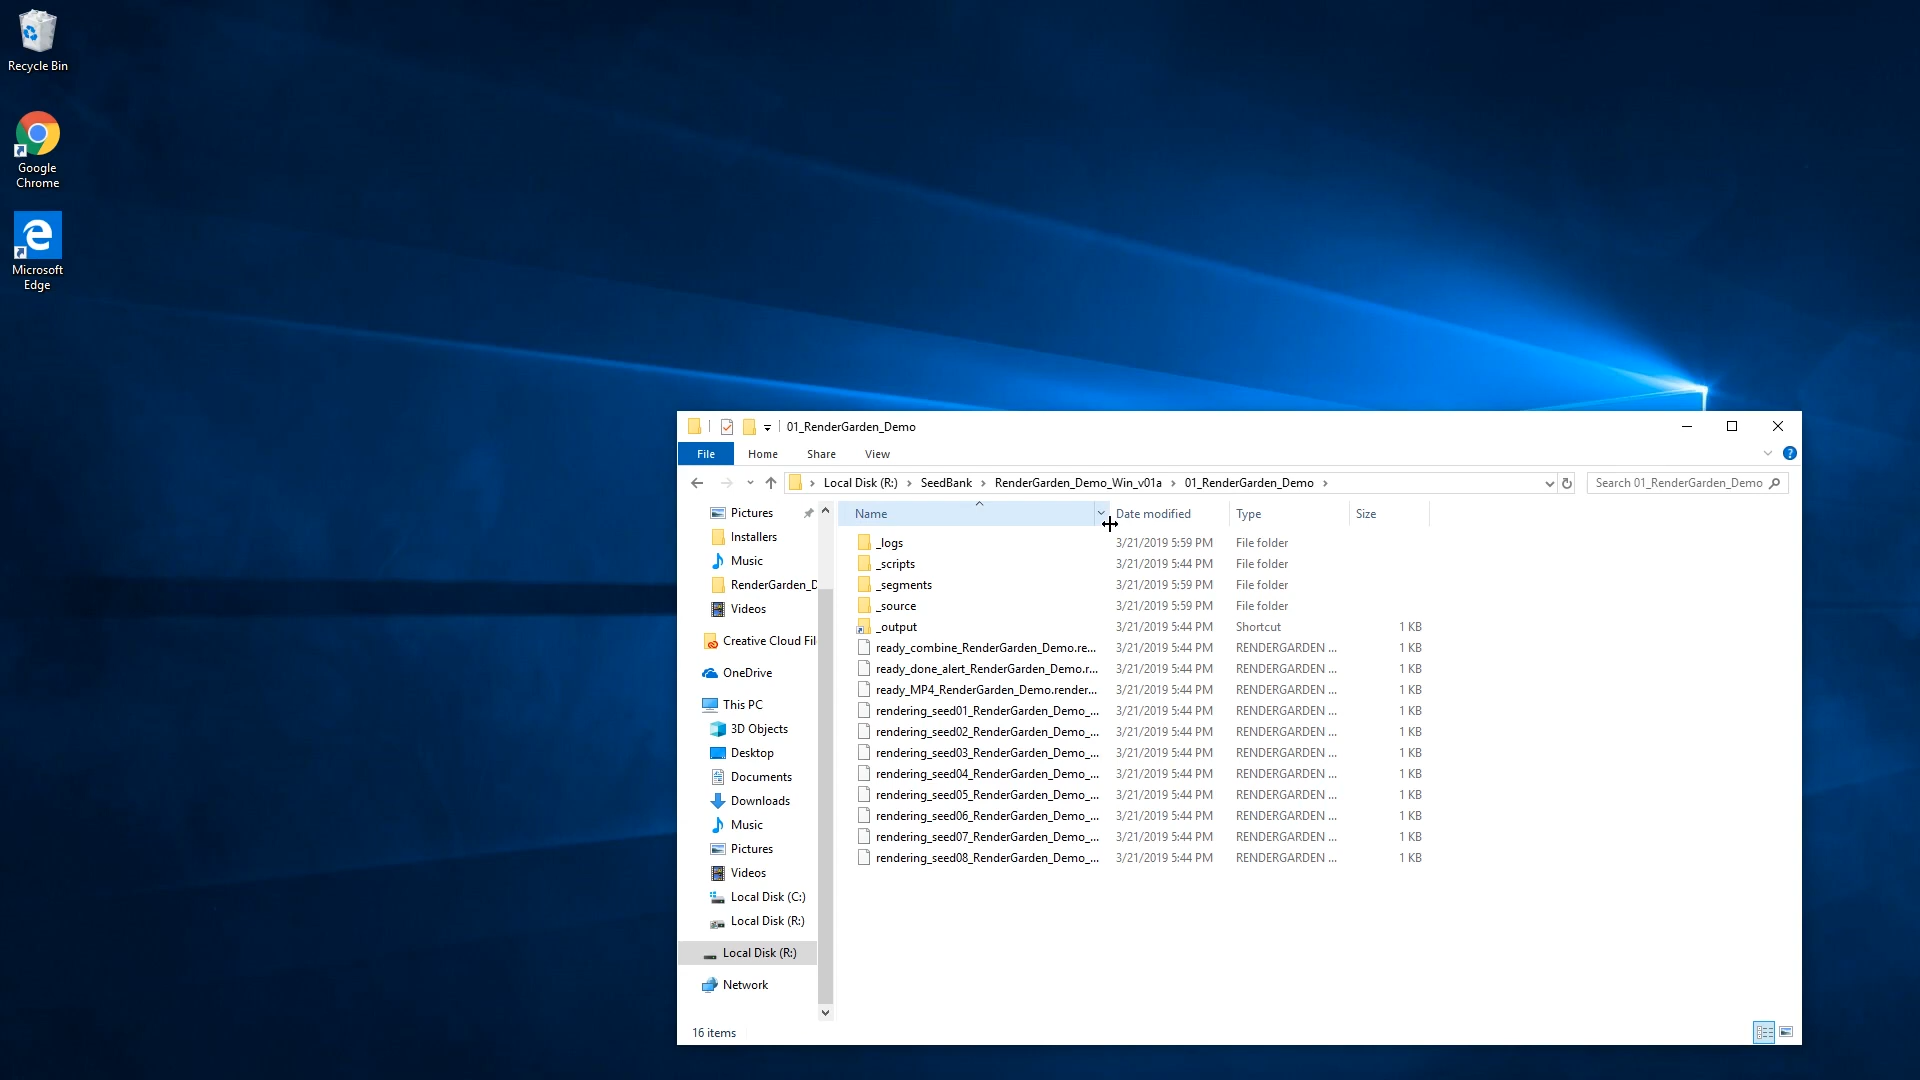 Recycle Bin
Google
Chrome
Microsoft
Edge
01_RenderGarden_Demo
File Home Share View
Local Disk (R:) SeedBank RenderGarden_Demo_Win_v01a 01_RenderGarden_Demo
Search 01_RenderGarden_Demo
Pictures
Installers
Music
RenderGarden_D
Videos
Creative Cloud Fil
OneDrive
This PC
3D Objects
Desktop
Documents
Downloads
Music
Pictures
Videos
Local Disk (C:)
Local Disk (R:)
Local Disk (R:)
Network
Name Date modified Type Size
_logs 3/21/2019 5:59 PM File folder
_scripts 3/21/2019 5:44 PM File folder
_segments 3/21/2019 5:59 PM File folder
_source 3/21/2019 5:59 PM File folder
_output 3/21/2019 5:44 PM Shortcut 1 KB
ready_combine_RenderGarden_Demo.re... 3/21/2019 5:44 PM RENDERGARDEN ... 1 KB
ready_done_alert_RenderGarden_Demo.r... 3/21/2019 5:44 PM RENDERGARDEN ... 1 KB
ready_MP4_RenderGarden_Demo.render... 3/21/2019 5:44 PM RENDERGARDEN ... 1 KB
rendering_seed01_RenderGarden_Demo_... 3/21/2019 5:44 PM RENDERGARDEN ... 1 KB
rendering_seed02_RenderGarden_Demo_... 3/21/2019 5:44 PM RENDERGARDEN ... 1 KB
rendering_seed03_RenderGarden_Demo_... 3/21/2019 5:44 PM RENDERGARDEN ... 1 KB
rendering_seed04_RenderGarden_Demo_... 3/21/2019 5:44 PM RENDERGARDEN ... 1 KB
rendering_seed05_RenderGarden_Demo_... 3/21/2019 5:44 PM RENDERGARDEN ... 1 KB
rendering_seed06_RenderGarden_Demo_... 3/21/2019 5:44 PM RENDERGARDEN ... 1 KB
rendering_seed07_RenderGarden_Demo_... 3/21/2019 5:44 PM RENDERGARDEN ... 1 KB
rendering_seed08_RenderGarden_Demo_... 3/21/2019 5:44 PM RENDERGARDEN ... 1 KB
16 items